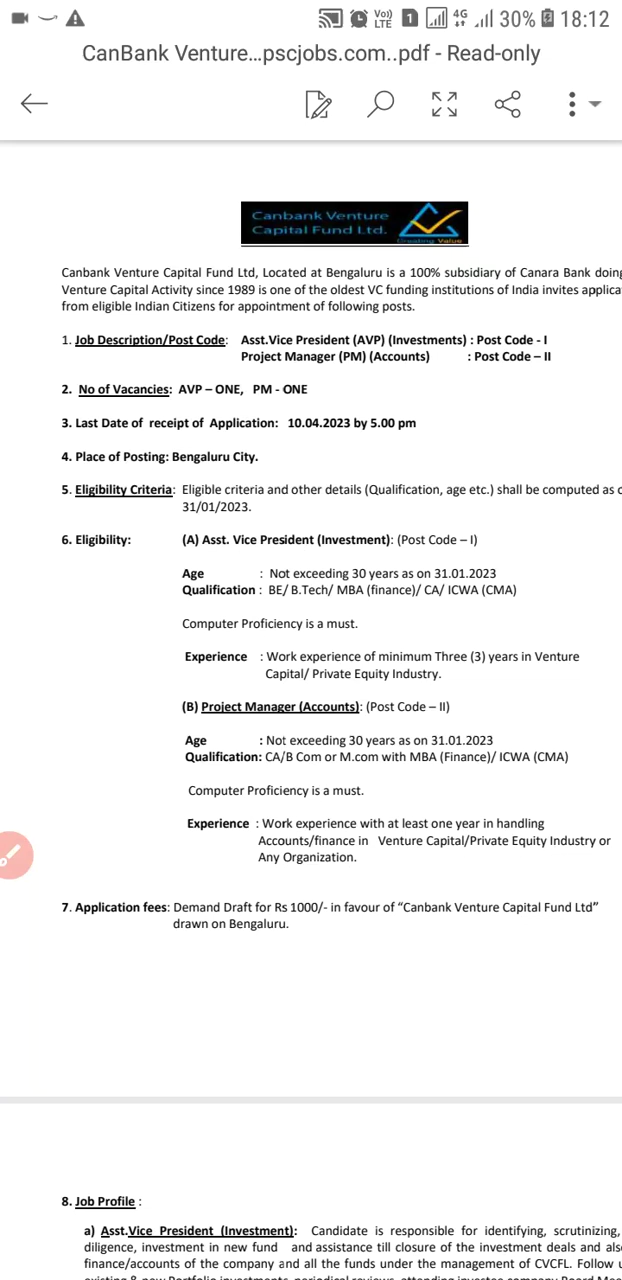 Vo) 4G
LTE 1 30% 18:12
CanBank Venture...pscjobs.com..pdf - Read-only
Canbank Venture
Capital Fund Ltd.
Creating Value
Canbank Venture Capital Fund Ltd, Located at Bengaluru is a 100% subsidiary of Canara Bank doing
Venture Capital Activity since 1989 is one of the oldest VC funding institutions of India invites applica
from eligible Indian Citizens for appointment of following posts.
1. Job Description/Post Code: Asst.Vice President (AVP) (Investments) : Post Code - I
Project Manager (PM) (Accounts) : Post Code – II
2. No of Vacancies: AVP – ONE, PM - ONE
3. Last Date of receipt of Application: 10.04.2023 by 5.00 pm
4. Place of Posting: Bengaluru City.
5. Eligibility Criteria: Eligible criteria and other details (Qualification, age etc.) shall be computed as o
31/01/2023.
6. Eligibility: (A) Asst. Vice President (Investment): (Post Code – I)
Age : Not exceeding 30 years as on 31.01.2023
Qualification : BE/ B.Tech/ MBA (finance)/ CA/ ICWA (CMA)
Computer Proficiency is a must.
Experience : Work experience of minimum Three (3) years in Venture
Capital/ Private Equity Industry.
(B) Project Manager (Accounts): (Post Code – II)
Age : Not exceeding 30 years as on 31.01.2023
Qualification: CA/B Com or M.com with MBA (Finance)/ ICWA (CMA)
Computer Proficiency is a must.
Experience : Work experience with at least one year in handling
Accounts/finance in Venture Capital/Private Equity Industry or
Any Organization.
7. Application fees: Demand Draft for Rs 1000/- in favour of “Canbank Venture Capital Fund Ltd”
drawn on Bengaluru.
8. Job Profile :
a) Asst.Vice President (Investment): Candidate is responsible for identifying, scrutinizing,
diligence, investment in new fund and assistance till closure of the investment deals and als
finance/accounts of the company and all the funds under the management of CVCFL. Follow u
existing & new Portfolio investments, periodical reviews, attending investee company Board Mee